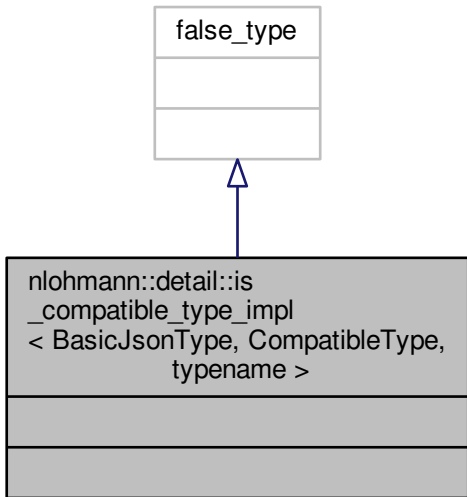 false_type
nlohmann::detail::is
_compatible_type_impl
< BasicJsonType, CompatibleType,
typename >